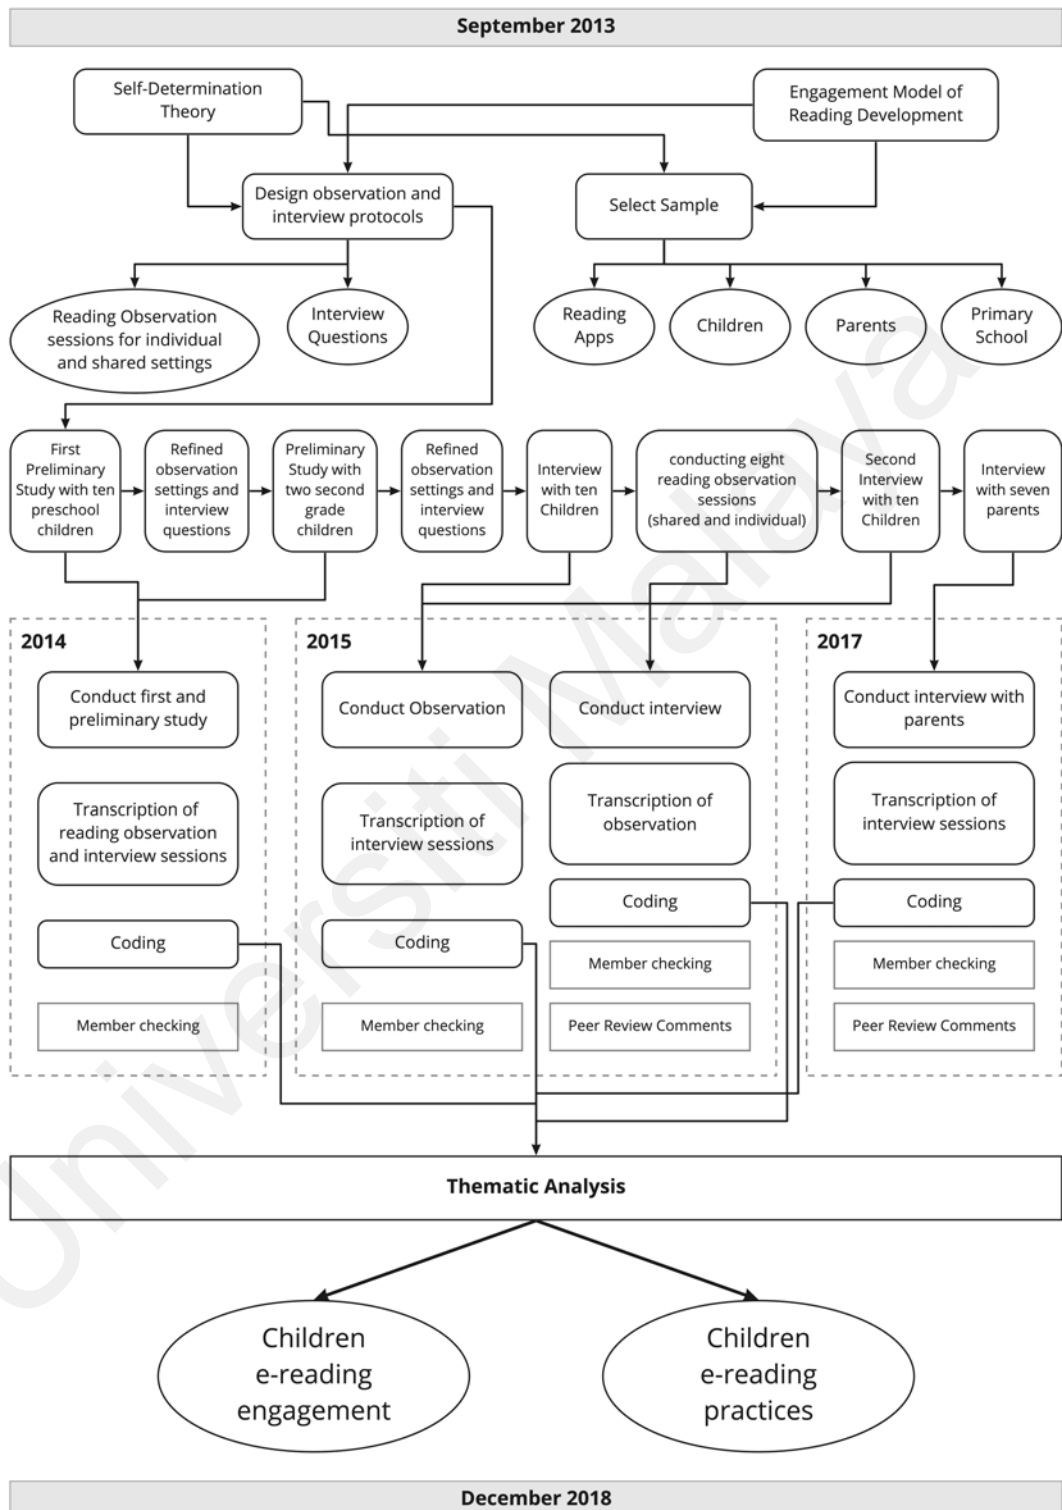 September 2013
Self-Determination
Theory
Engagement Model of
Reading Development
Design observation and
interview protocols
Select Sample
Reading Observation
sessions for individual
and shared settings
Interview
Questions
Reading
Apps
Children
Parents
Primary
School
First
Preliminary
Study with ten
preschool
children
Refined
observation
settings and
interview
questions
Preliminary
Study with
two second
grade
children
Refined
observation
settings and
interview
questions
Interview
with ten
Children
conducting eight
reading observation
sessions
(shared and individual)
Second
Interview
with ten
Children
Interview
with seven
parents
2014
Conduct first and
preliminary study
Transcription of
reading observation
and interview sessions
Coding
Member checking
2015
Conduct Observation
Transcription of
interview sessions
Coding
Member checking
Conduct interview
Transcription of
observation
Coding
Member checking
Peer Review Comments
2017
Conduct interview with
parents
Transcription of
interview sessions
Coding
Member checking
Peer Review Comments
Thematic Analysis
Children
e-reading
engagement
Children
e-reading
practices
December 2018
Universiti Malaya